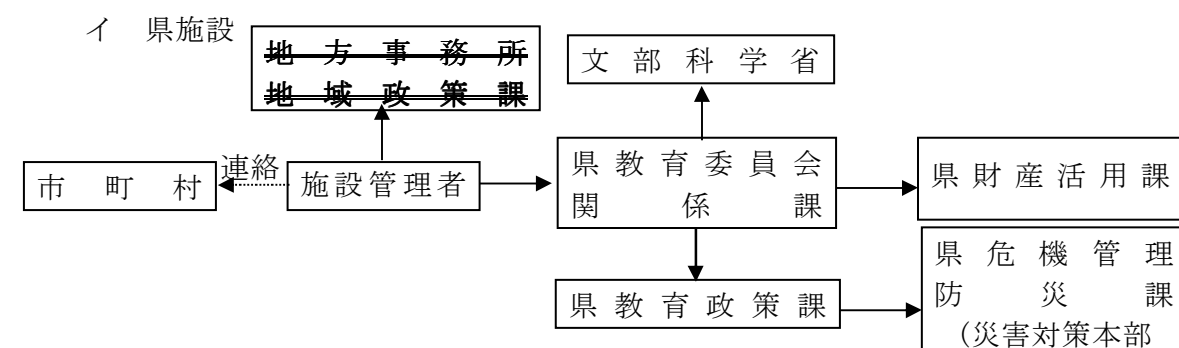 イ 県施設
地方事務所
地域政策課
文部科学省
市町村
連絡
施設管理者
県教育委員会
関係課
県財産活用課
県教育政策課
県危機管理
防災課
(災害対策本部